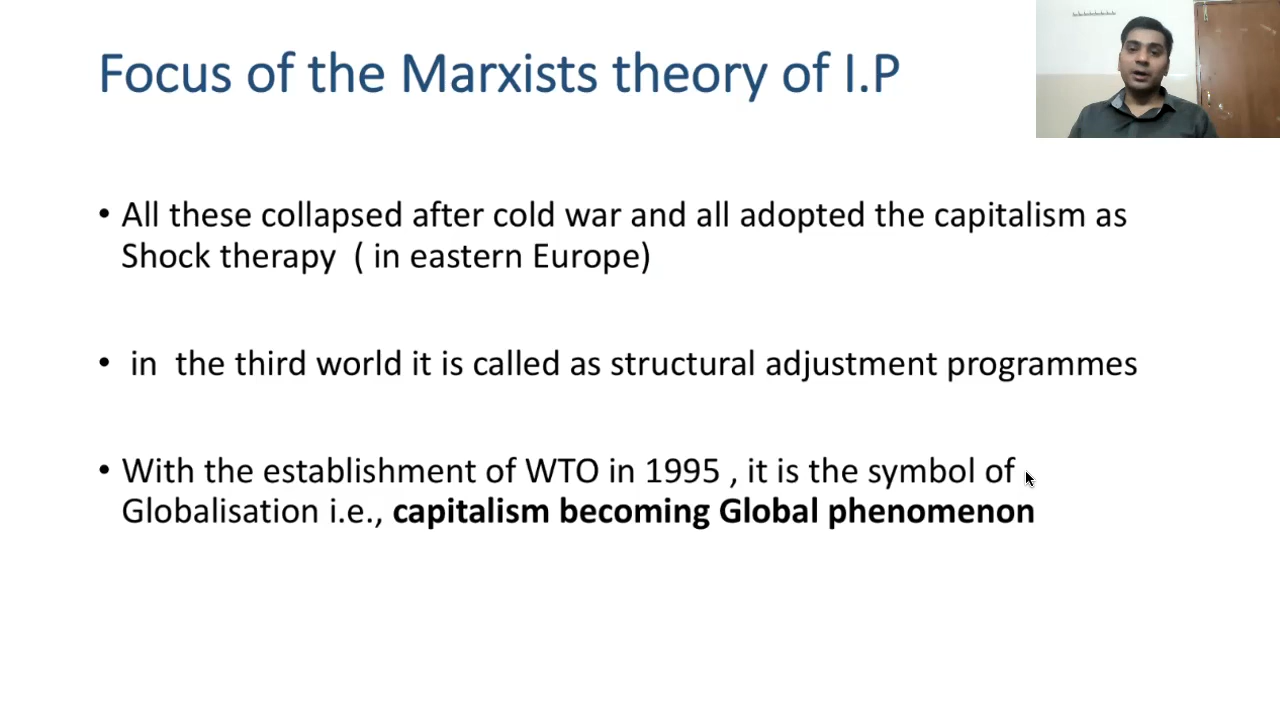 Focus of the Marxists theory of I.P
• All these collapsed after cold war and all adopted the capitalism as
Shock therapy ( in eastern Europe)
• in the third world it is called as structural adjustment programmes
• With the establishment of WTO in 1995 , it is the symbol of
Globalisation i.e., capitalism becoming Global phenomenon